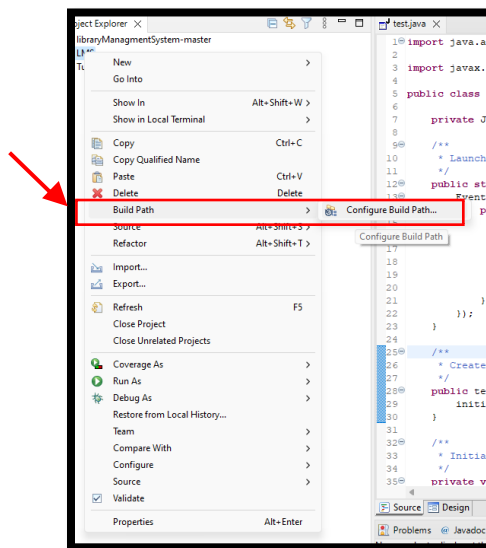 ject Explorer
libraryManagmentSystem-master
LMS
Tu
New
Go Into
Show In Alt+Shift+W
Show in Local Terminal
Copy Ctrl+C
Copy Qualified Name
Paste Ctrl+V
Delete Delete
Build Path
Source Alt+Shift+S
Refactor Alt+Shift+T
Import...
Export...
Refresh F5
Close Project
Close Unrelated Projects
Coverage As
Run As
Debug As
Restore from Local History...
Team
Compare With
Configure
Source
Validate
Properties Alt+Enter
Configure Build Path...
Configure Build Path
test.java
1 import java.a
2
3 import javax.
4
5 public class
6
7 private J
8
9 /**
10 * Launch
11 */
12 public st
13 Event
p
17
18
19
20
21 }
22 });
23 }
24
25 /**
26 * Create
27 */
28 public te
29 initi
30 }
31
32 /**
33 * Initia
34 */
35 private v
Source Design
Problems @ Javadoc